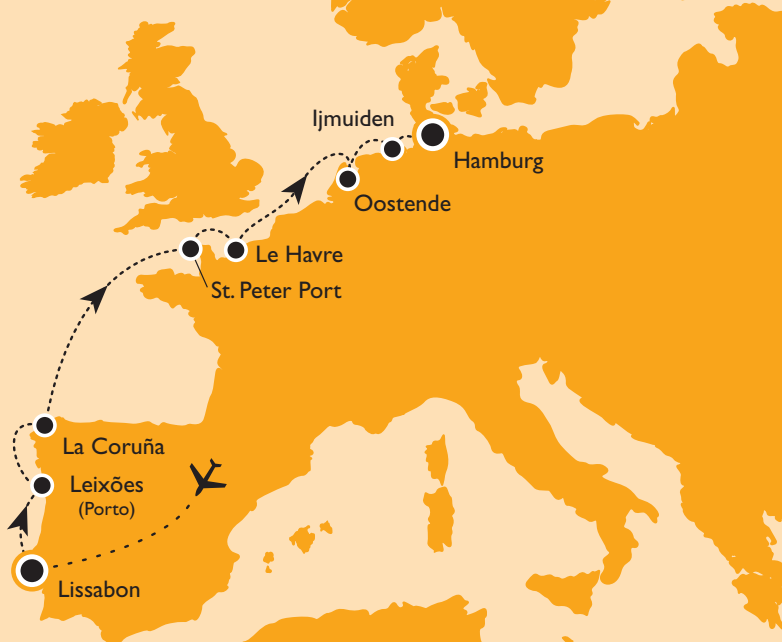 Ijmuiden
Hamburg
Oostende
Le Havre
St. Peter Port
La Coruña
Leixões
(Porto)
Lissabon